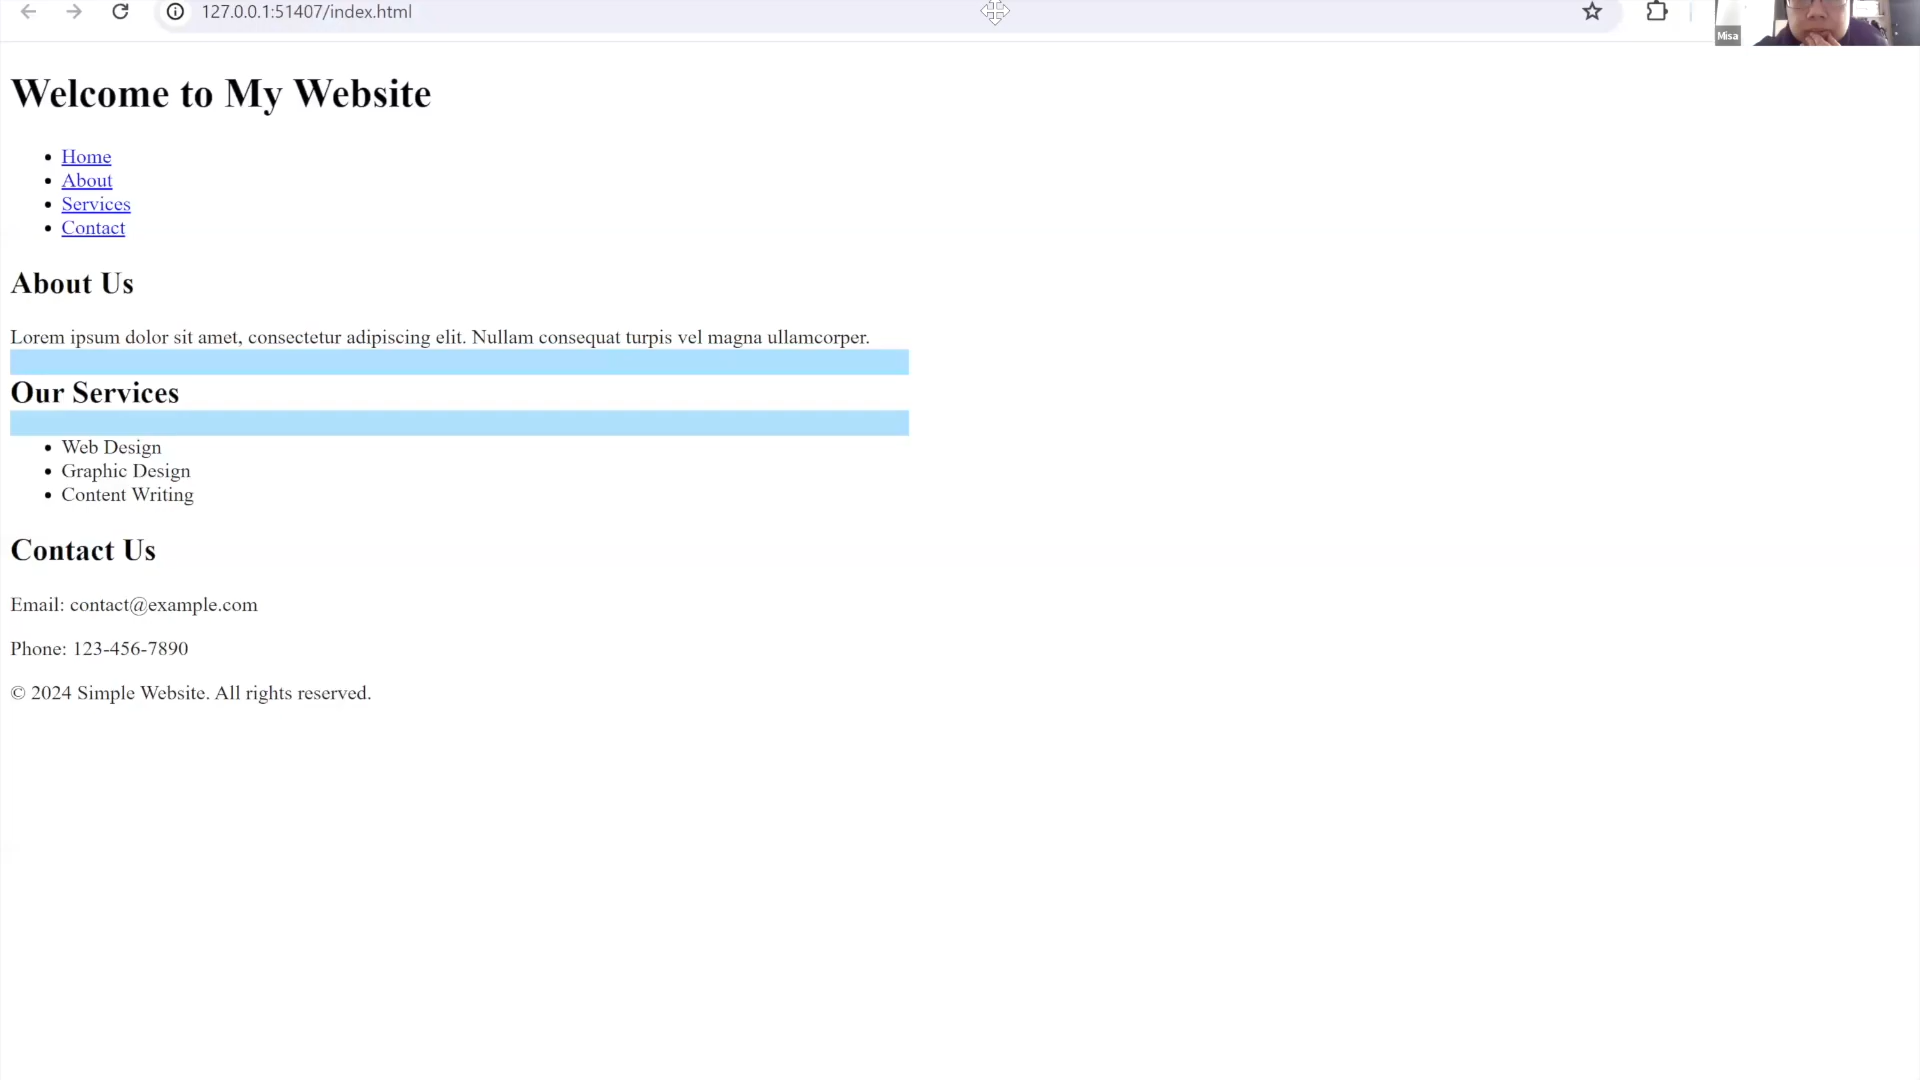 127.0.0.1:51407/index.html
Misa
Welcome to My Website
Home
About
Services
Contact
About Us
Lorem ipsum dolor sit amet, consectetur adipiscing elit. Nullam consequat turpis vel magna ullamcorper.
Our Services
Web Design
Graphic Design
Content Writing
Contact Us
Email: contact@example.com
Phone: 123-456-7890
© 2024 Simple Website. All rights reserved.